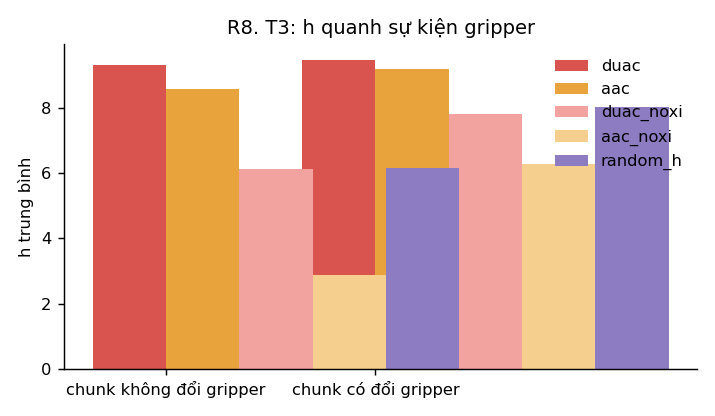 R8. T3: h quanh sự kiện gripper
h trung bình
8
6
4
2
0
chunk không đổi gripper
chunk có đổi gripper
duac
aac
duac_noxi
aac_noxi
random_h